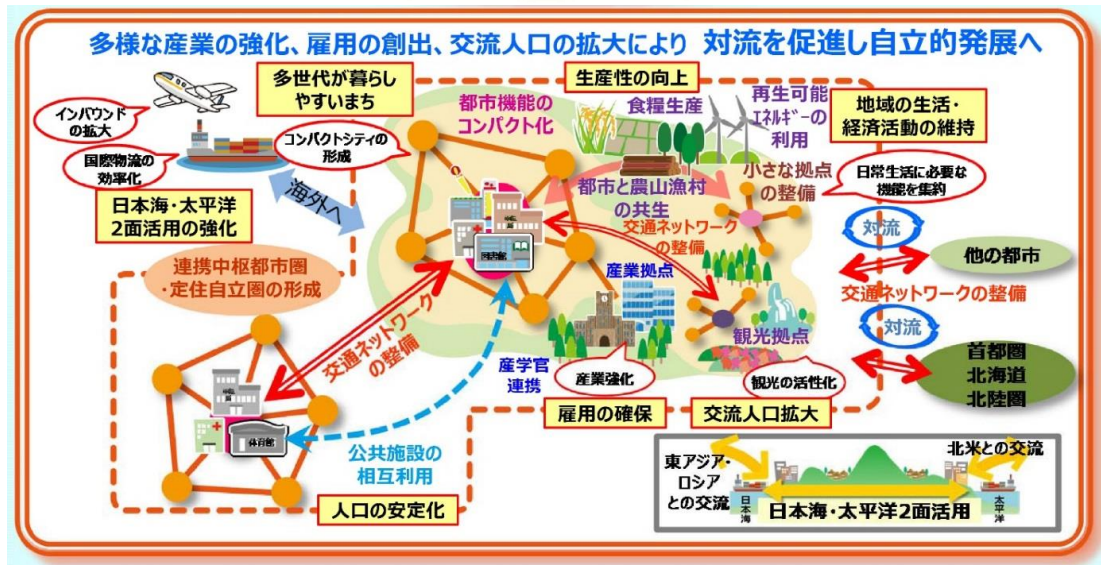 多様な産業の強化、雇用の創出、交流人口の拡大により 対流を促進し自立的発展へ
インバウンド
の拡大
国際物流の
効率化
日本海・太平洋
2面活用の強化
海外へ
多世代が暮らし
やすいまち
コンパクトシティの
形成
都市機能の
コンパクト化
生産性の向上
食糧生産
再生可能
エネルギーの
利用
地域の生活・
経済活動の維持
小さな拠点
の整備
日常生活に必要な
機能を集約
都市と農山漁村
の共生
交通ネットワーク
の整備
図書館
対流
他の都市
交通ネットワークの整備
対流
首都圏
北海道
北陸圏
連携中枢都市圏
・定住自立圏の形成
交通ネットワーク
の整備
産業拠点
観光拠点
産学官
連携
産業強化
観光の活性化
雇用の確保
交流人口拡大
体育館
公共施設の
相互利用
人口の安定化
東アジア・
ロシア
との交流
北米との交流
日本海
日本海・太平洋2面活用
太平洋